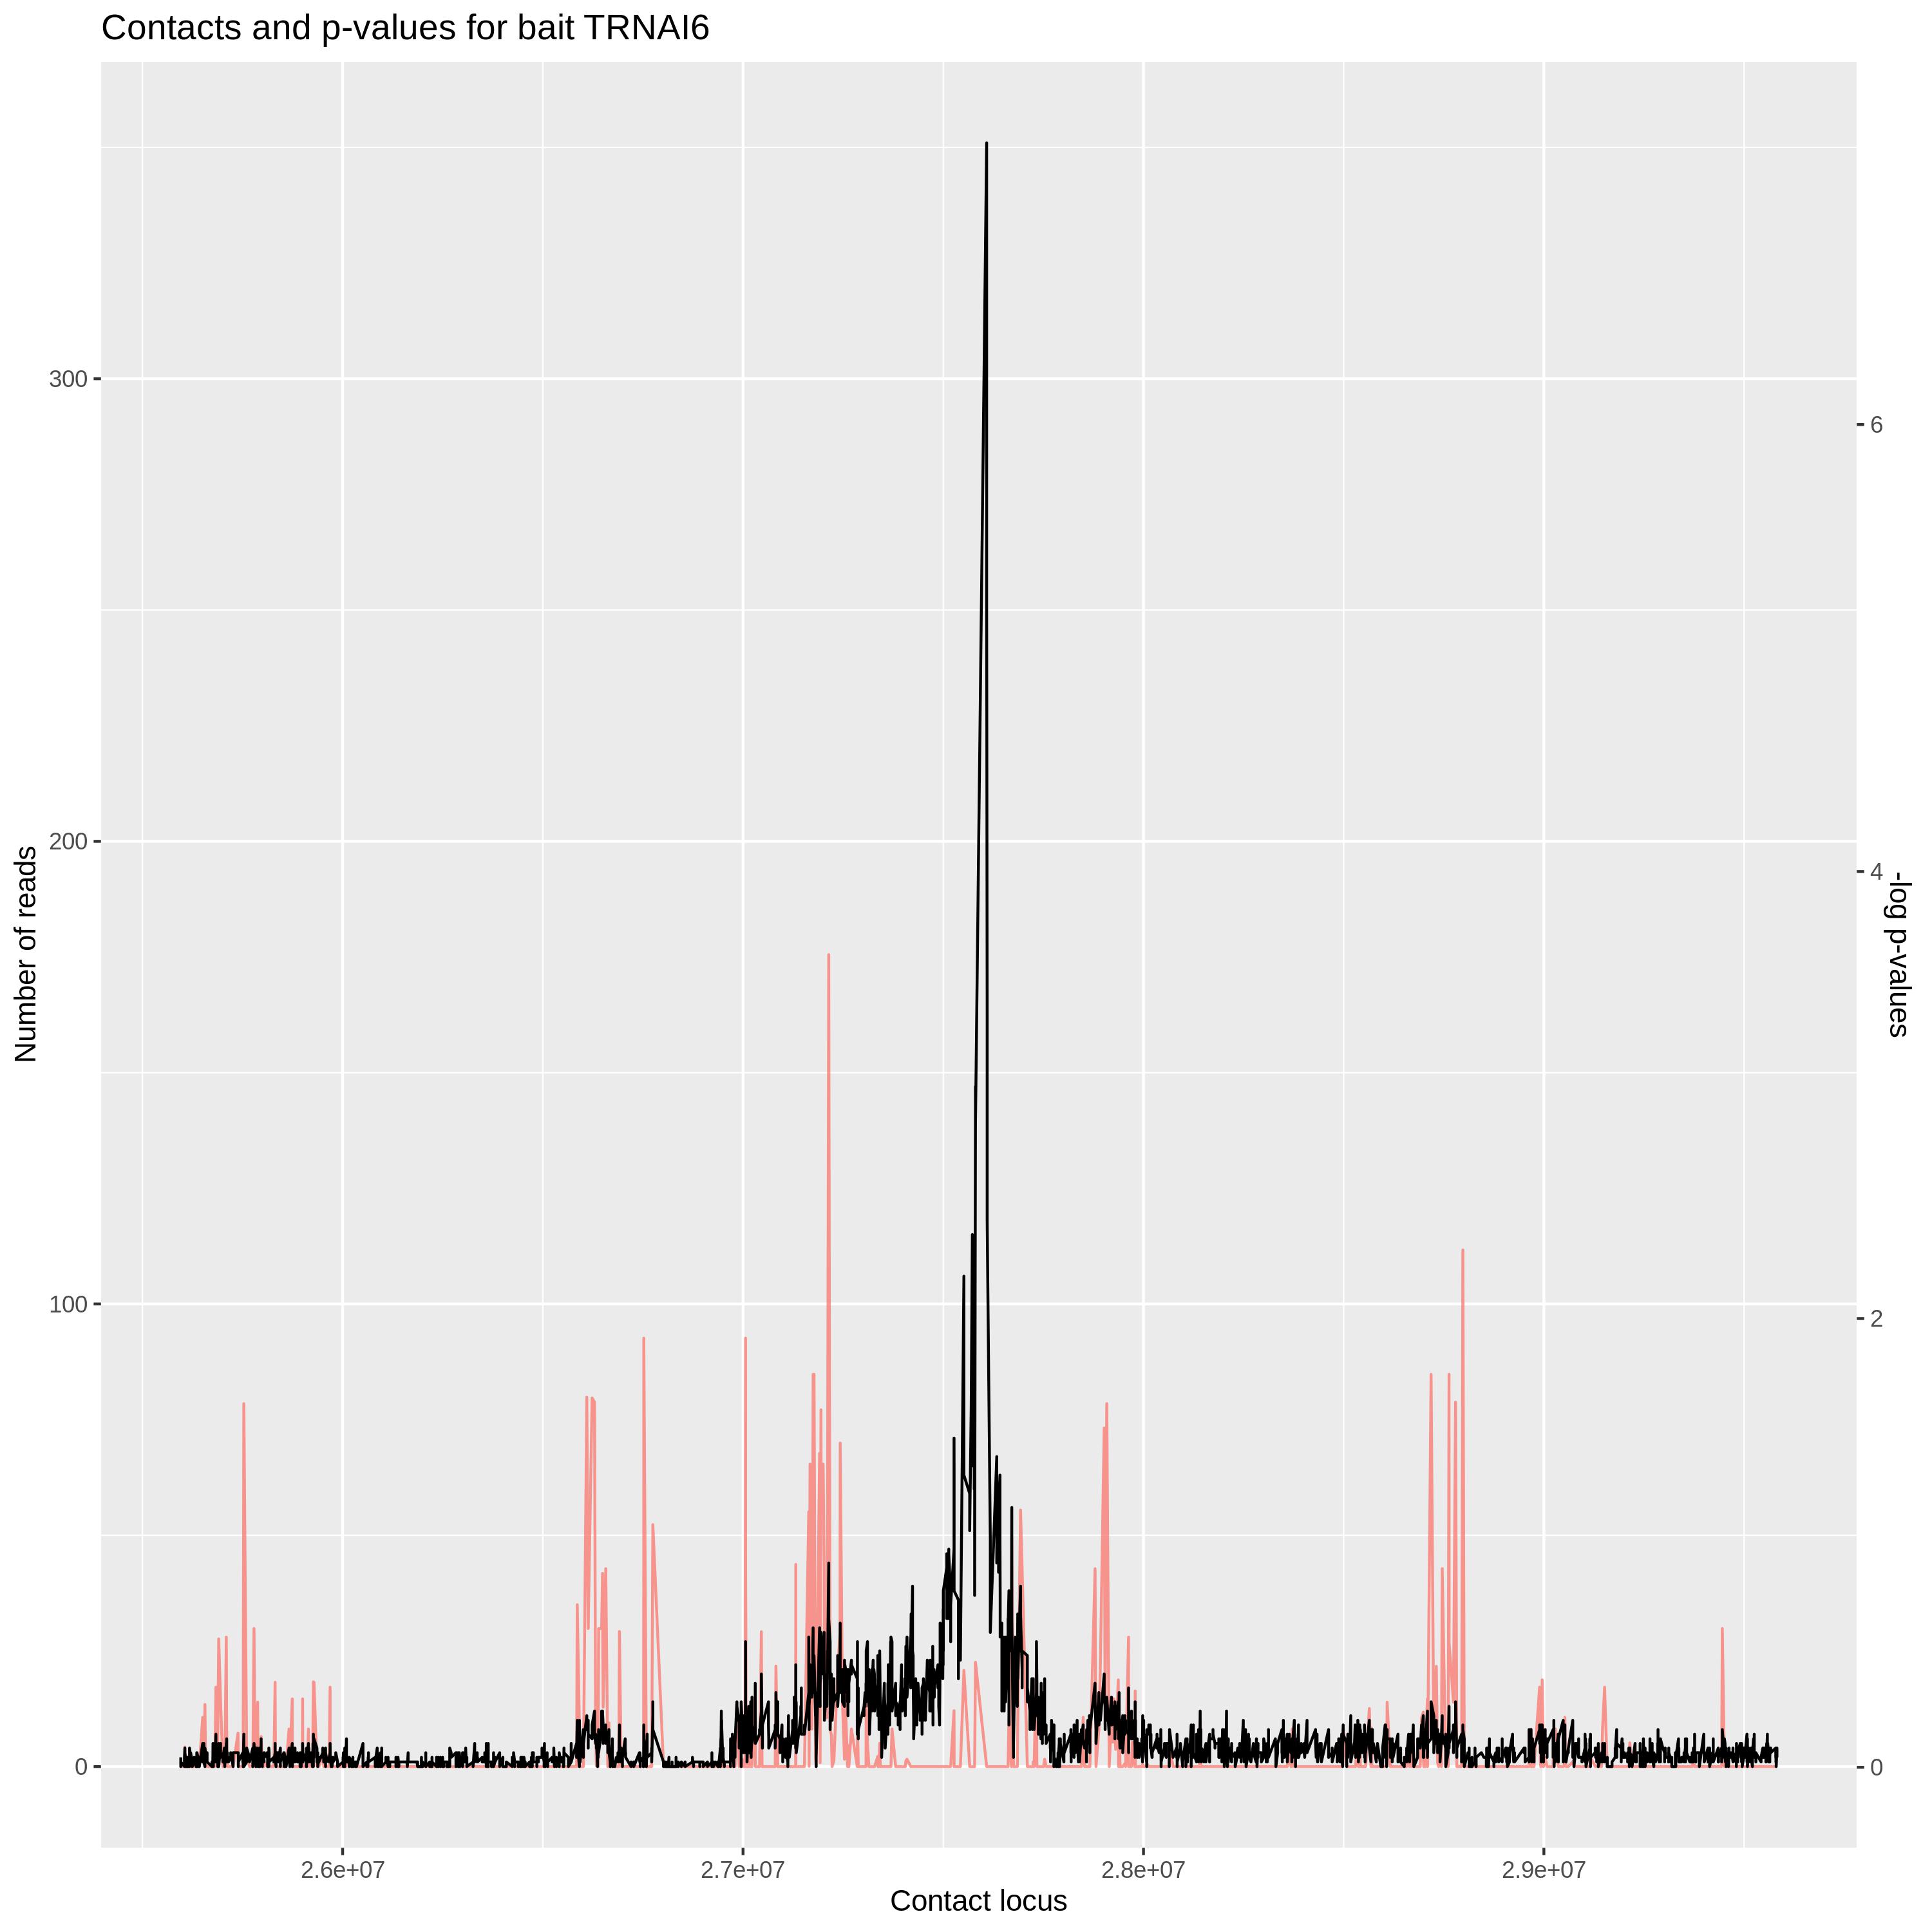 Contacts and p-values for bait TRNAI6
300
200
100
0
Number of reads
6
4
2
0
-log p-values
2.6e+07
2.7e+07
2.8e+07
2.9e+07
Contact locus